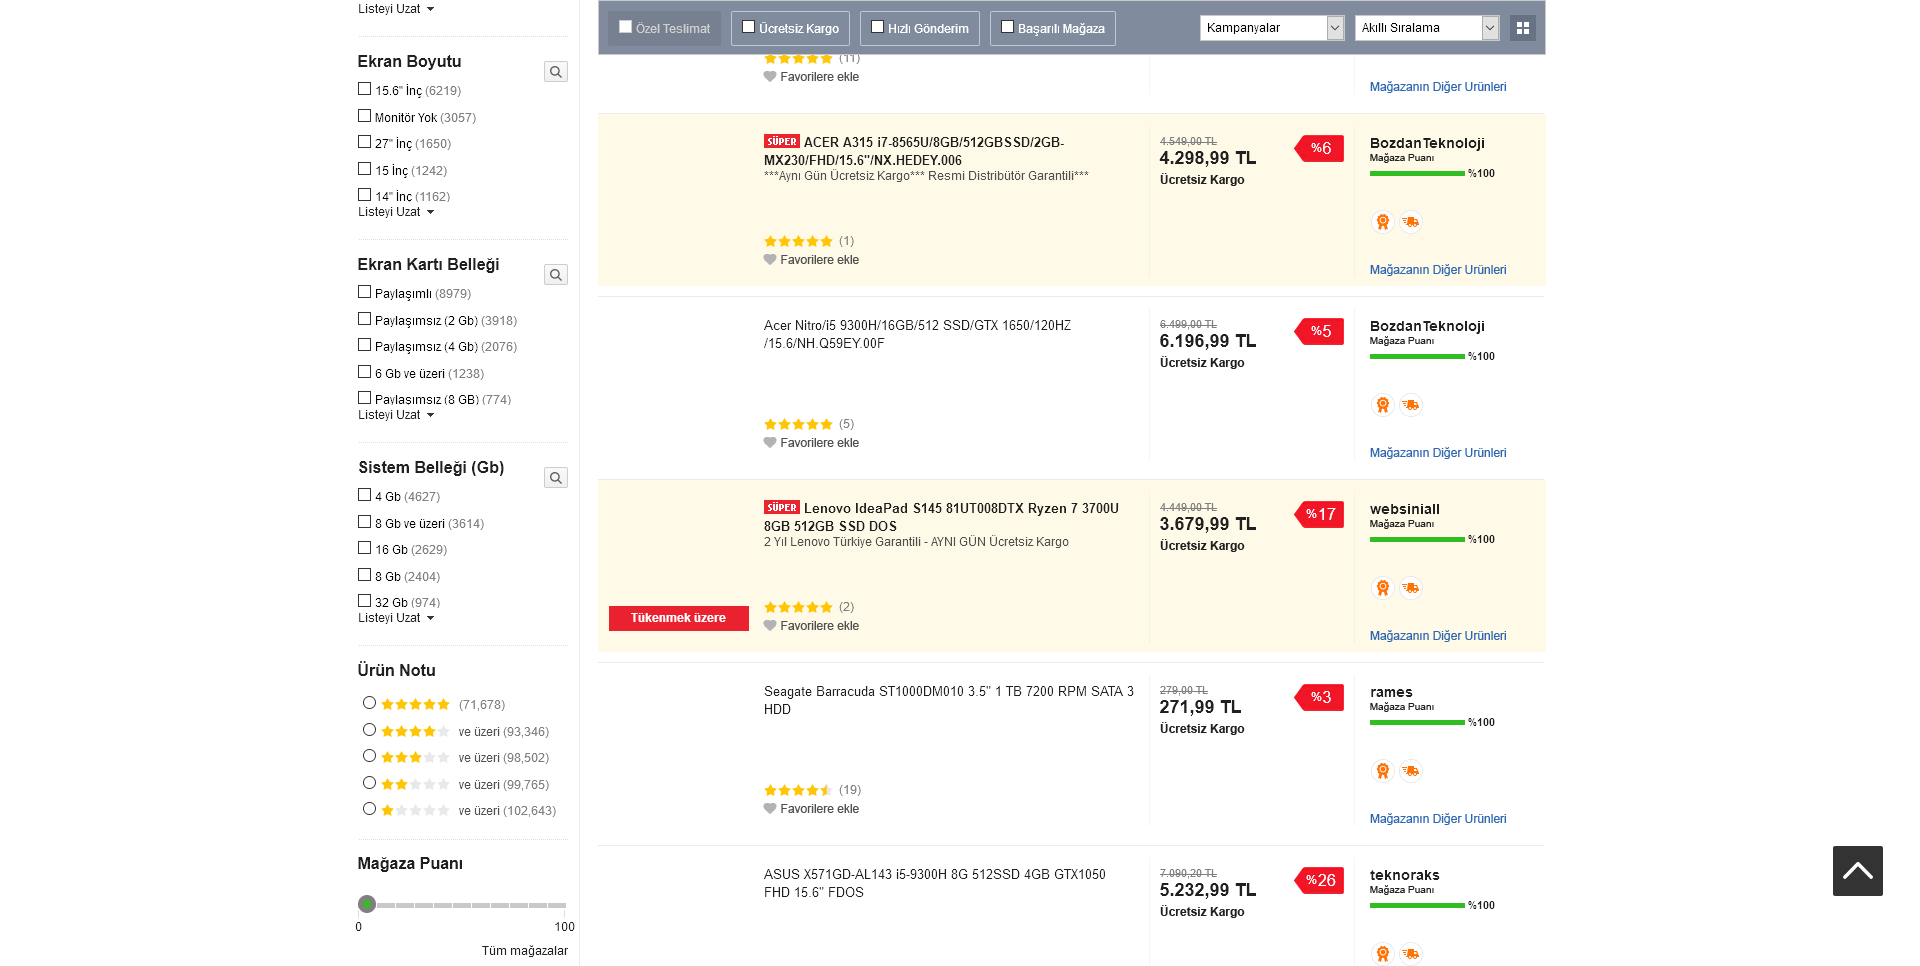 Listeyi Uzat
Ekran Boyutu
15.6" İnç (6219)
Monitör Yok (3057)
27" İnç (1650)
15 İnç (1242)
14" İnç (1162)
Listeyi Uzat
Ekran Kartı Belleği
Paylaşımlı (8979)
Paylaşımsız (2 Gb) (3918)
Paylaşımsız (4 Gb) (2076)
6 Gb ve üzeri (1238)
Paylaşımsız (8 GB) (774)
Listeyi Uzat
Sistem Belleği (Gb)
4 Gb (4627)
8 Gb ve üzeri (3614)
16 Gb (2629)
8 Gb (2404)
32 Gb (974)
Listeyi Uzat
Ürün Notu
(71,678)
ve üzeri (93,346)
ve üzeri (98,502)
ve üzeri (99,765)
ve üzeri (102,643)
Mağaza Puanı
0 100
Tüm mağazalar
Özel Teslimat Ücretsiz Kargo Hızlı Gönderim Başarılı Mağaza Kampanyalar Akıllı Sıralama
(11)
Favorilere ekle
Mağazanın Diğer Ürünleri
SÜPER ACER A315 i7-8565U/8GB/512GBSSD/2GB-
MX230/FHD/15.6"/NX.HEDEY.006
***Aynı Gün Ücretsiz Kargo*** Resmi Distribütör Garantili***
(1)
Favorilere ekle
4.549,00 TL
4.298,99 TL
Ücretsiz Kargo
%6
BozdanTeknoloji
Mağaza Puanı
%100
Mağazanın Diğer Ürünleri
Acer Nitro/i5 9300H/16GB/512 SSD/GTX 1650/120HZ
/15.6/NH.Q59EY.00F
(5)
Favorilere ekle
6.499,00 TL
6.196,99 TL
Ücretsiz Kargo
%5
BozdanTeknoloji
Mağaza Puanı
%100
Mağazanın Diğer Ürünleri
SÜPER Lenovo IdeaPad S145 81UT008DTX Ryzen 7 3700U
8GB 512GB SSD DOS
2 Yıl Lenovo Türkiye Garantili - AYNI GÜN Ücretsiz Kargo
Tükenmek üzere
(2)
Favorilere ekle
4.449,00 TL
3.679,99 TL
Ücretsiz Kargo
%17
websiniall
Mağaza Puanı
%100
Mağazanın Diğer Ürünleri
Seagate Barracuda ST1000DM010 3.5" 1 TB 7200 RPM SATA 3
HDD
(19)
Favorilere ekle
279,00 TL
271,99 TL
Ücretsiz Kargo
%3
rames
Mağaza Puanı
%100
Mağazanın Diğer Ürünleri
ASUS X571GD-AL143 i5-9300H 8G 512SSD 4GB GTX1050
FHD 15.6" FDOS
7.090,20 TL
5.232,99 TL
Ücretsiz Kargo
%26
teknoraks
Mağaza Puanı
%100